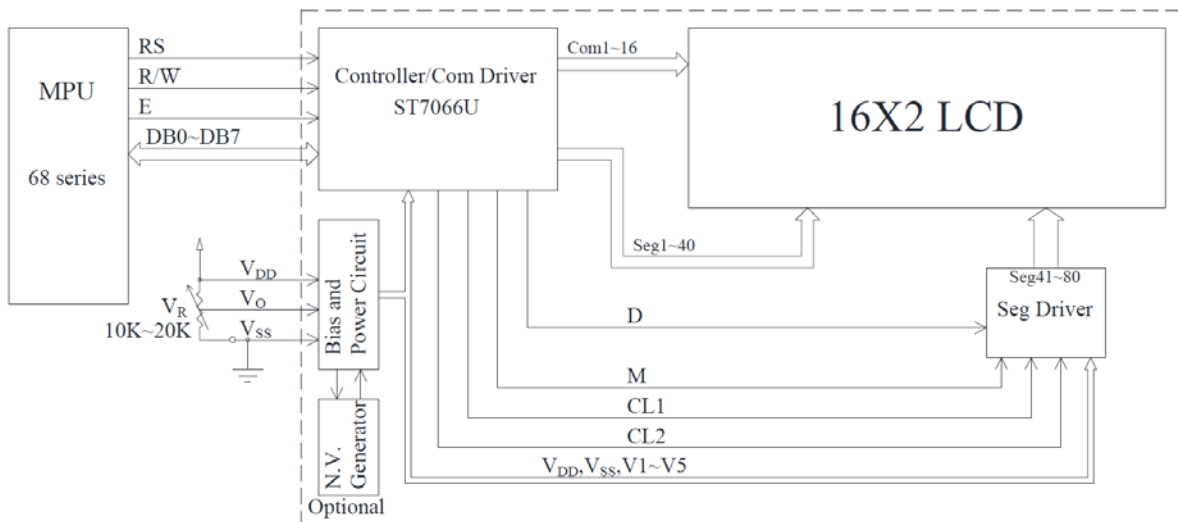 MPU
68 series
RS
R/W
E
DB0~DB7
Controller/Com Driver
ST7066U
Com1~16
16X2 LCD
Seg1~40
Seg41~80
Seg Driver
VDD
VO
VSS
VR
10K~20K
Bias and
Power Circuit
N.V.
Generator
Optional
D
M
CL1
CL2
VDD,VSS,V1~V5